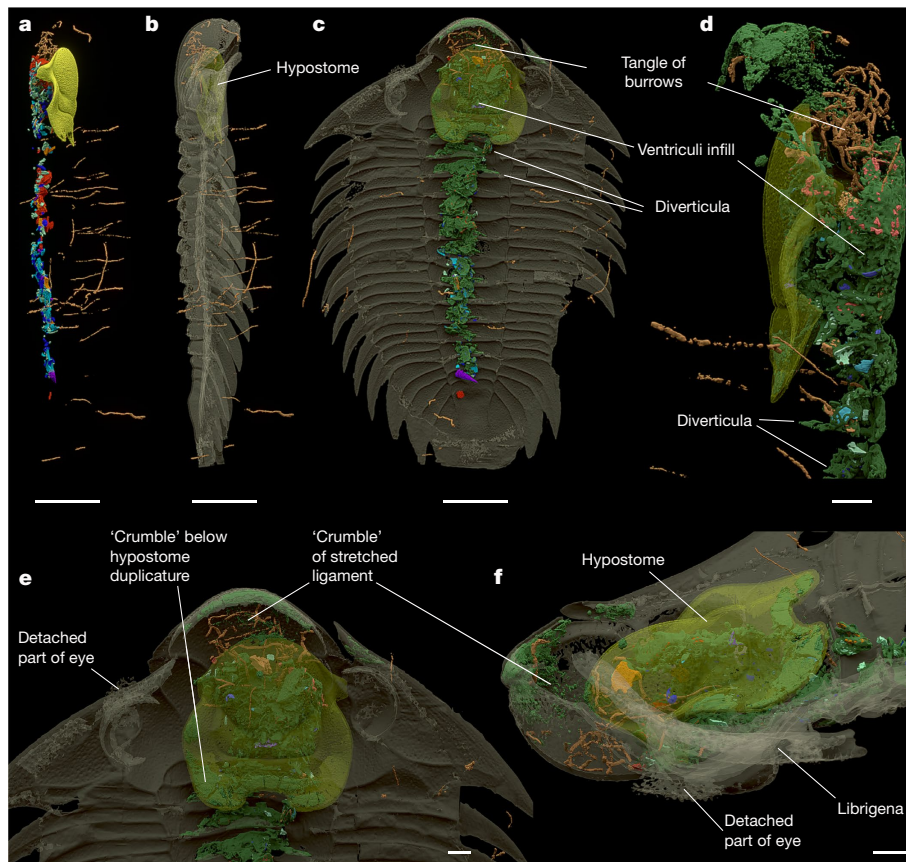 a
b
c
d
Hypostome
Tangle of
burrows
Ventriculi infill
Diverticula
Diverticula
e
‘Crumble’ below
hypostome
duplicature
‘Crumble’
of stretched
ligament
Detached
part of eye
f
Hypostome
Librigena
Detached
part of eye